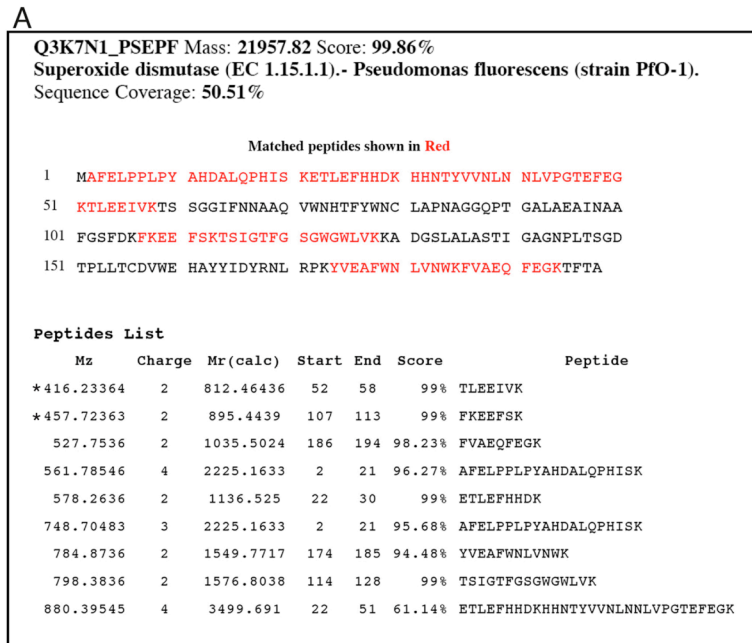 A
Q3K7N1_PSEPF Mass: 21957.82 Score: 99.86%
Superoxide dismutase (EC 1.15.1.1).- Pseudomonas fluorescens (strain PfO-1).
Sequence Coverage: 50.51%
Matched peptides shown in Red
1 MAFELPPLPY AHDALQPHIS KETLEFHHDK HHNTYVVNLN NLVPGTEFEG
51 KTLEEIVKTS SGGIFNNAAQ VWNHTFYWNC LAPNAGGQPT GALAEAINAA
101 FGSFDKFKEE FSKTSIGTFG SGWGWLVKKA DGSLALASTI GAGNPLTSGD
151 TPLLTCDVWE HAYYIDYRNL RPKYVEAFWN LVNWKFVAEQ FEGKTFTA
Peptides List
Mz Charge Mr(calc) Start End Score Peptide
*416.23364 2 812.46436 52 58 99% TLEEIVK
*457.72363 2 895.4439 107 113 99% FKEEFSK
527.7536 2 1035.5024 186 194 98.23% FVAEQFEGK
561.78546 4 2225.1633 2 21 96.27% AFELPPLPYAHDALQPHISK
578.2636 2 1136.525 22 30 99% ETLEFHHDK
748.70483 3 2225.1633 2 21 95.68% AFELPPLPYAHDALQPHISK
784.8736 2 1549.7717 174 185 94.48% YVEAFWNLVNWK
798.3836 2 1576.8038 114 128 99% TSIGTFGSGWGWLVK
880.39545 4 3499.691 22 51 61.14% ETLEFHHDKHHNTYVVNLNNLVPGTEFEGK